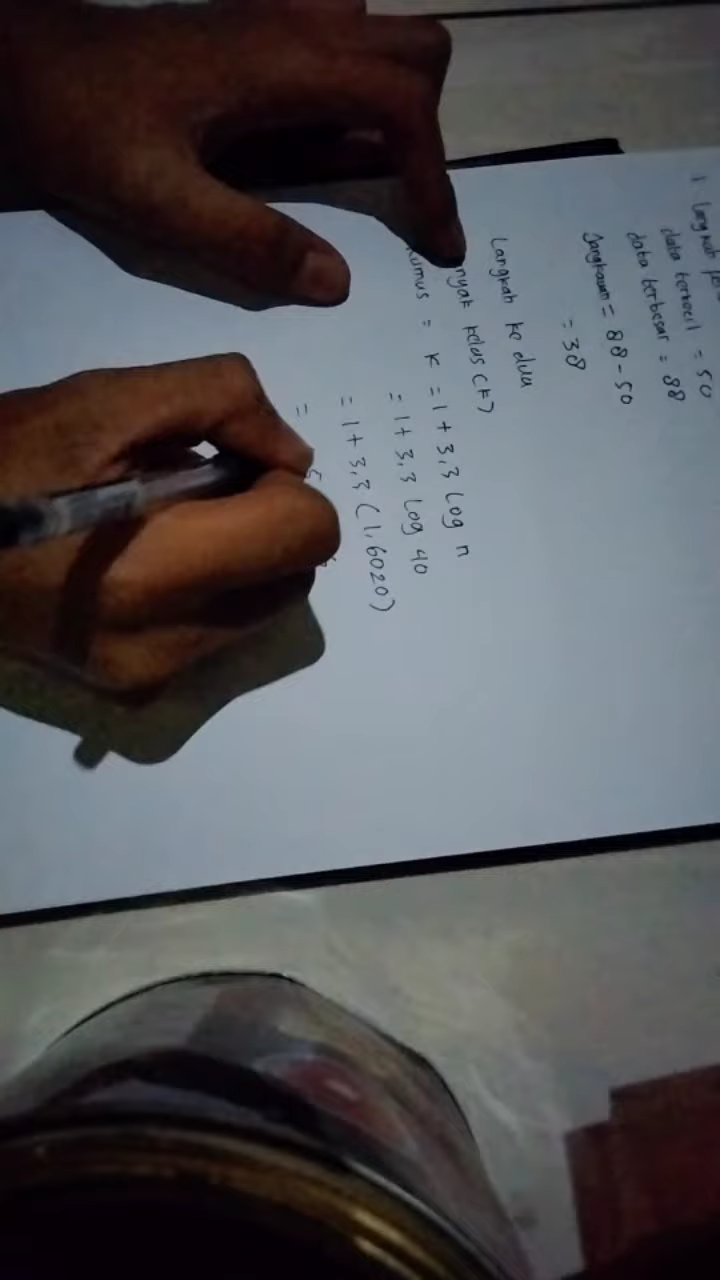 1. Langkah
data terkecil = 50
data terbesar = 88
Jangkauan = 88 - 50
= 38
Langkah ke dua
nyak kelas (k)
rumus = k = 1 + 3,3 log n
= 1 + 3,3 log 40
= 1 + 3,3 (1,6020)
=